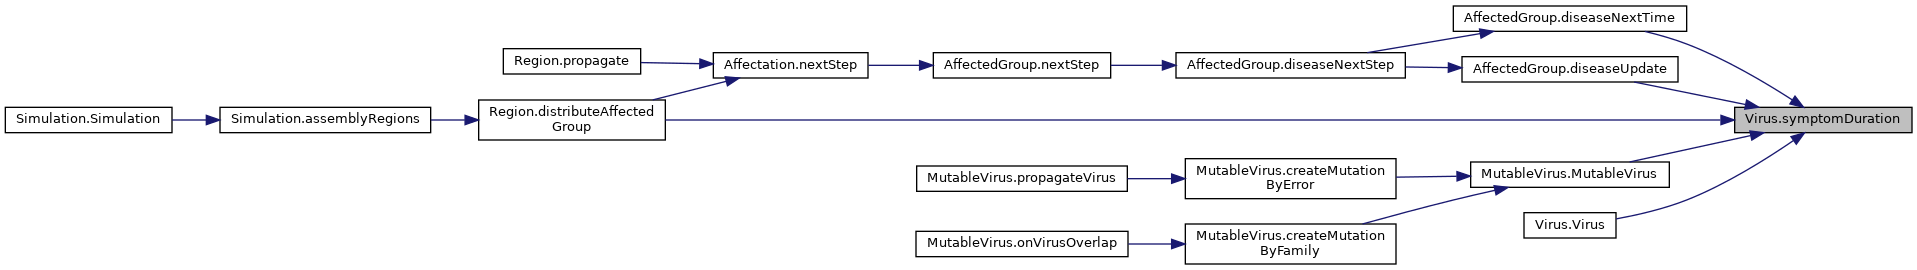 AffectedGroup.diseaseNextTime
Region.propagate
Affectation.nextStep
AffectedGroup.nextStep
AffectedGroup.diseaseNextStep
AffectedGroup.diseaseUpdate
Simulation.Simulation
Simulation.assemblyRegions
Region.distributeAffected
Group
Virus.symptomDuration
MutableVirus.propagateVirus
MutableVirus.createMutation
ByError
MutableVirus.MutableVirus
Virus.Virus
MutableVirus.onVirusOverlap
MutableVirus.createMutation
ByFamily